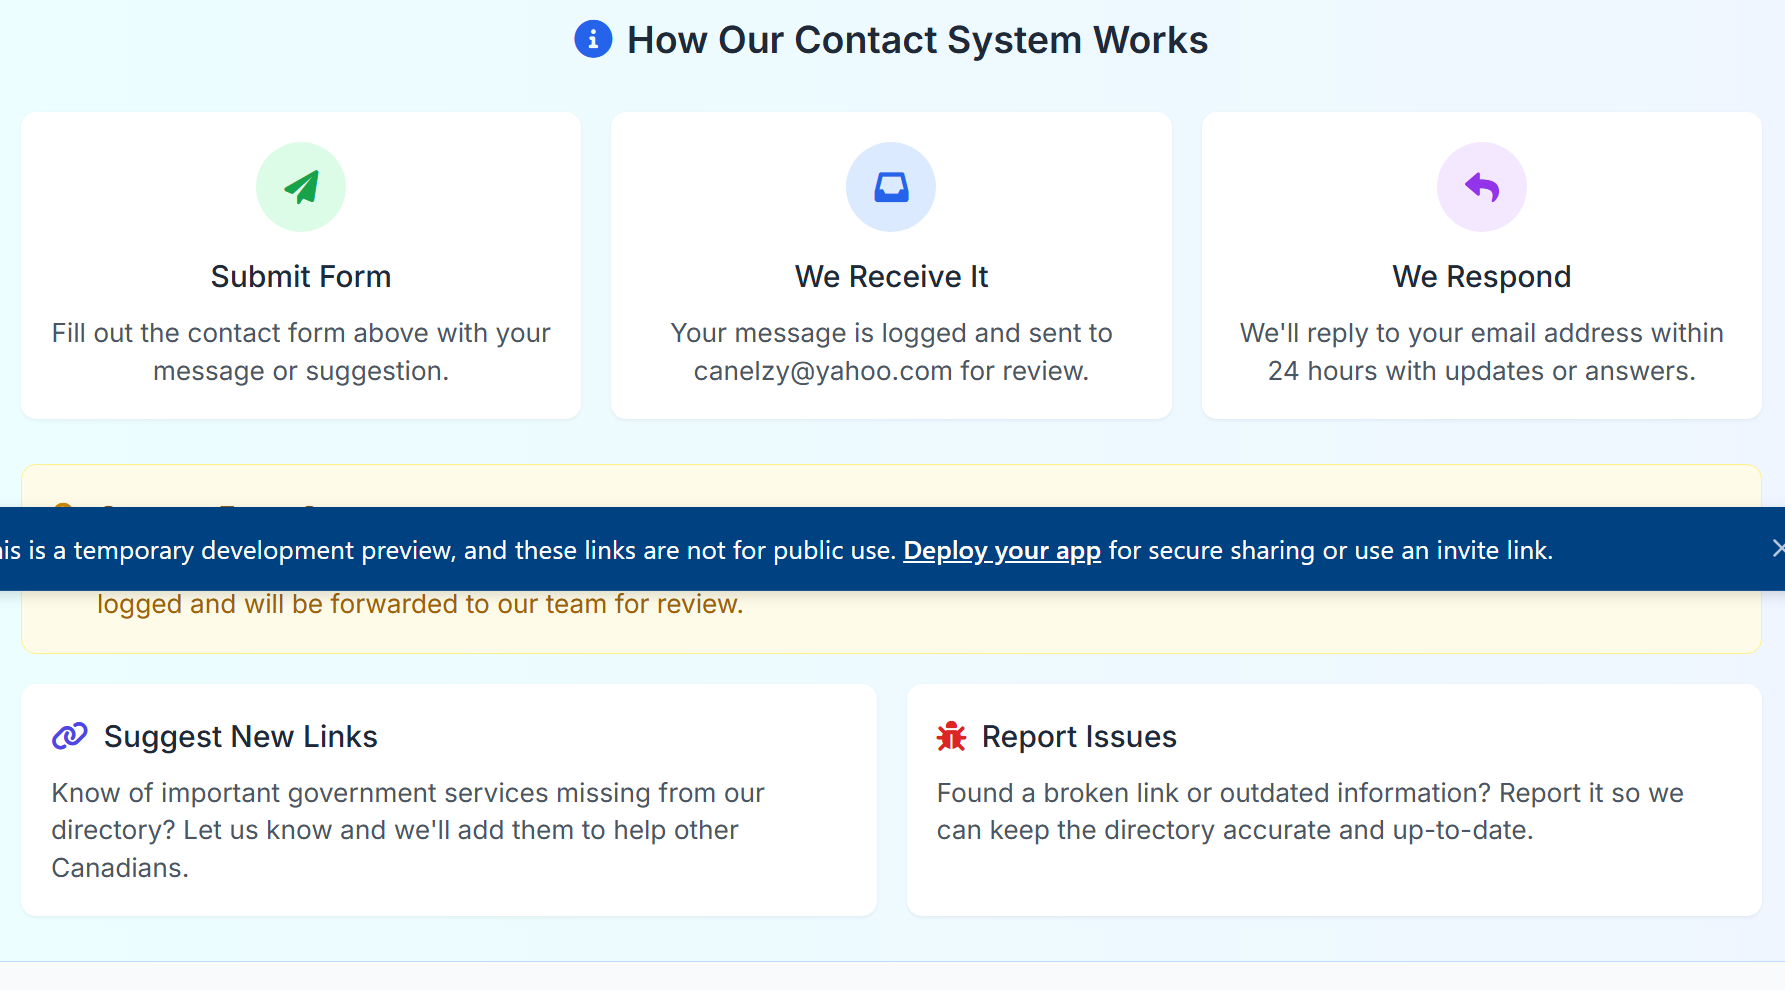 How Our Contact System Works
Submit Form
Fill out the contact form above with your
message or suggestion.
We Receive It
Your message is logged and sent to
canelzy@yahoo.com for review.
We Respond
We'll reply to your email address within
24 hours with updates or answers.
is is a temporary development preview, and these links are not for public use. Deploy your app for secure sharing or use an invite link.
logged and will be forwarded to our team for review.
Suggest New Links
Know of important government services missing from our
directory? Let us know and we'll add them to help other
Canadians.
Report Issues
Found a broken link or outdated information? Report it so we
can keep the directory accurate and up-to-date.